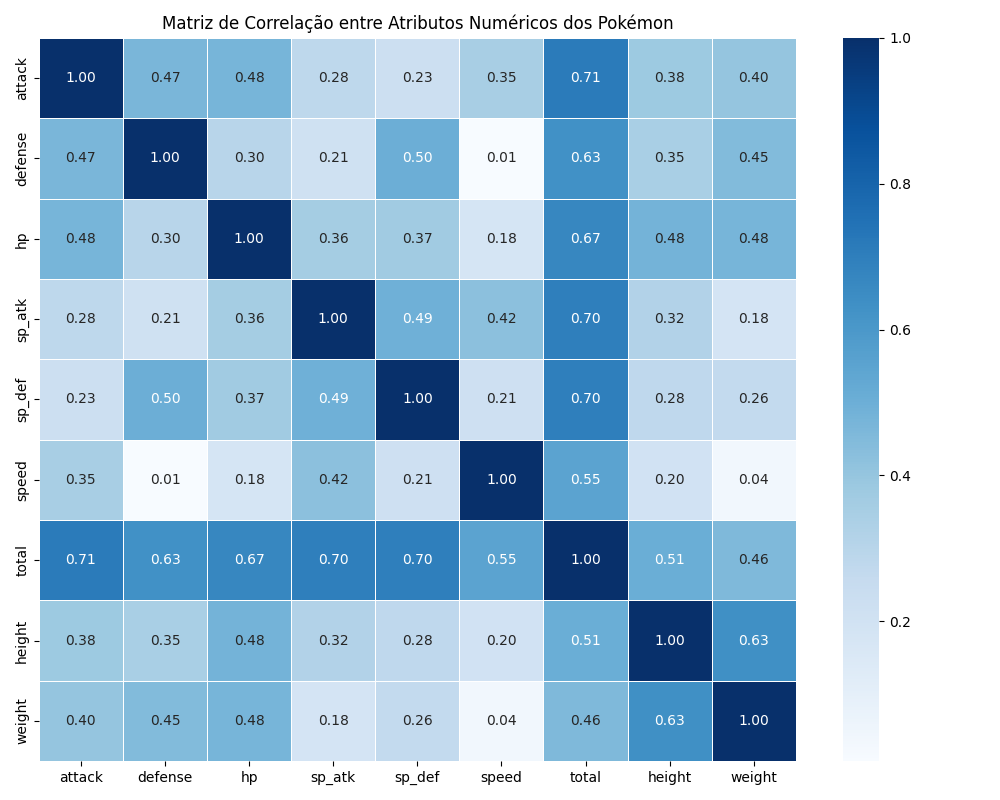 Matriz de Correlação entre Atributos Numéricos dos Pokémon
attack 1.00 0.47 0.48 0.28 0.23 0.35 0.71 0.38 0.40
defense 0.47 1.00 0.30 0.21 0.50 0.01 0.63 0.35 0.45
hp 0.48 0.30 1.00 0.36 0.37 0.18 0.67 0.48 0.48
sp_atk 0.28 0.21 0.36 1.00 0.49 0.42 0.70 0.32 0.18
sp_def 0.23 0.50 0.37 0.49 1.00 0.21 0.70 0.28 0.26
speed 0.35 0.01 0.18 0.42 0.21 1.00 0.55 0.20 0.04
total 0.71 0.63 0.67 0.70 0.70 0.55 1.00 0.51 0.46
height 0.38 0.35 0.48 0.32 0.28 0.20 0.51 1.00 0.63
weight 0.40 0.45 0.48 0.18 0.26 0.04 0.46 0.63 1.00
attack defense hp sp_atk sp_def speed total height weight
1.0
0.8
0.6
0.4
0.2